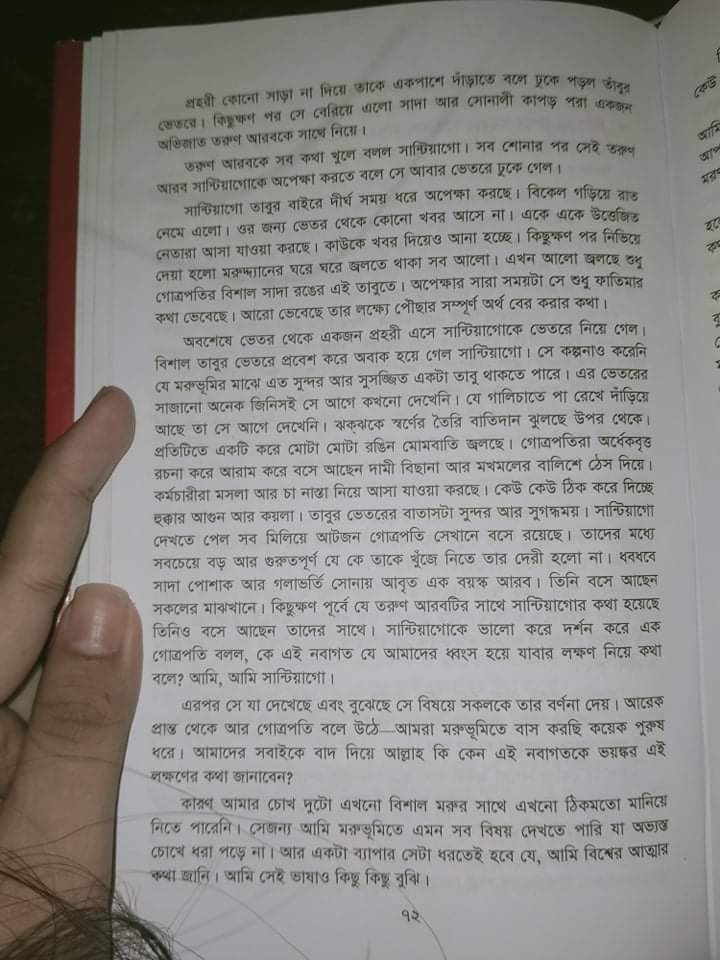 প্রহরী কোনো সাড়া না দিয়ে তাকে একপাশে দাঁড়াতে বলে ঢুকে পড়ল তাঁবুর
ভেতরে। কিছুক্ষণ পর সে বেরিয়ে এলো সাদা আর সোনালী কাপড় পরা একজন
অভিজাত তরুণ আরবকে সাথে নিয়ে।
তরুণ আরবকে সব কথা খুলে বলল সান্টিয়াগো। সব শোনার পর সেই তরুণ
আরব সান্টিয়াগোকে অপেক্ষা করতে বলে সে আবার ভেতরে ঢুকে গেল।
সান্টিয়াগো তাবুর বাইরে দীর্ঘ সময় ধরে অপেক্ষা করছে। বিকেল গড়িয়ে রাত
নেমে এলো। ওর জন্য ভেতর থেকে কোনো খবর আসে না। একে একে উত্তেজিত
নেতারা আসা যাওয়া করছে। কাউকে খবর দিয়েও আনা হচ্ছে। কিছুক্ষণ পর নিভিয়ে
দেয়া হলো মরুদ্যানের ঘরে ঘরে জ্বলতে থাকা সব আলো। এখন আলো জ্বলছে শুধু
গোত্রপতির বিশাল সাদা রঙের এই তাবুতে। অপেক্ষার সারা সময়টা সে শুধু ফাতিমার
কথা ভেবেছে। আরো ভেবেছে তার লক্ষ্যে পৌছার সম্পূর্ণ অর্থ বের করার কথা।
অবশেষে ভেতর থেকে একজন প্রহরী এসে সান্টিয়াগোকে ভেতরে নিয়ে গেল।
বিশাল তাবুর ভেতরে প্রবেশ করে অবাক হয়ে গেল সান্টিয়াগো। সে কল্পনাও করেনি
যে মরুভূমির মাঝে এত সুন্দর আর সুসজ্জিত একটা তাবু থাকতে পারে। এর ভেতরের
সাজানো অনেক জিনিসই সে আগে কখনো দেখেনি। যে গালিচাতে পা রেখে দাঁড়িয়ে
আছে তা সে আগে দেখেনি। ঝক্‌ঝকে স্বর্ণের তৈরি বাতিদান ঝুলছে উপর থেকে।
প্রতিটিতে একটি করে মোটা মোটা রঙিন মোমবাতি জ্বলছে। গোত্রপতিরা অর্ধেকবৃত্ত
রচনা করে আরাম করে বসে আছেন দামী বিছানা আর মখমলের বালিশে ঠেস দিয়ে।
কর্মচারীরা মসলা আর চা নাস্তা নিয়ে আসা যাওয়া করছে। কেউ কেউ ঠিক করে দিচ্ছে
হুক্কার আগুন আর কয়লা। তাবুর ভেতরের বাতাসটা সুন্দর আর সুগন্ধময়। সান্টিয়াগো
দেখতে পেল সব মিলিয়ে আটজন গোত্রপতি সেখানে বসে রয়েছে। তাদের মধ্যে
সবচেয়ে বড় আর গুরুত্বপূর্ণ যে কে তাকে খুঁজে নিতে তার দেরী হলো না। ধবধবে
সাদা পোশাক আর গলাভর্তি সোনায় আবৃত এক বয়স্ক আরব। তিনি বসে আছেন
সকলের মাঝখানে। কিছুক্ষণ পূর্বে যে তরুণ আরবটির সাথে সান্টিয়াগোর কথা হয়েছে
তিনিও বসে আছেন তাদের সাথে। সান্টিয়াগোকে ভালো করে দর্শন করে এক
গোত্রপতি বলল, কে এই নবাগত যে আমাদের ধ্বংস হয়ে যাবার লক্ষণ নিয়ে কথা
বলে? আমি, আমি সান্টিয়াগো।
এরপর সে যা দেখেছে এবং বুঝেছে সে বিষয়ে সকলকে তার বর্ণনা দেয়। আরেক
প্রান্ত থেকে আর গোত্রপতি বলে উঠে—আমরা মরুভূমিতে বাস করছি কয়েক পুরুষ
ধরে। আমাদের সবাইকে বাদ দিয়ে আল্লাহ কি কেন এই নবাগতকে ভয়ঙ্কর এই
লক্ষণের কথা জানাবেন?
কারণ আমার চোখ দুটো এখনো বিশাল মরুর সাথে এখনো ঠিকমতো মানিয়ে
নিতে পারেনি। সেজন্য আমি মরুভূমিতে এমন সব বিষয় দেখতে পারি যা অভ্যস্ত
চোখে ধরা পড়ে না। আর একটা ব্যাপার সেটা ধরতেই হবে যে, আমি বিশ্বের আত্মার
কথা জানি। আমি সেই ভাষাও কিছু কিছু বুঝি।
৭২
কেউ
আমি
আপ
মরণ